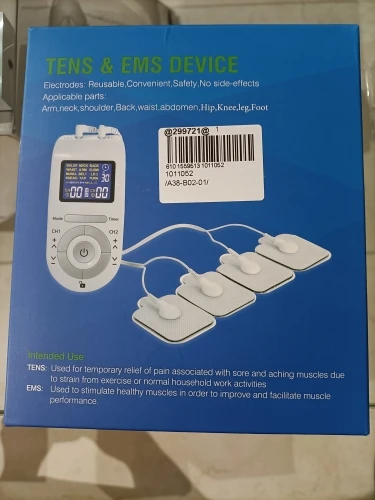 TENS & EMS DEVICE
Electrodes: Reusable,Convenient,Safety,No side-effects
Applicable parts:
Arm,neck,shoulder,Back,waist,abdomen,Hip,Knee,leg,Foot
@299721@ 1
6101589513 1011052
1011052
/A38-B02-01/
Mode
Timer
CH1
CH2
+
+
Intended Use
TENS: Used for temporary relief of pain associated with sore and aching muscles due
to strain from exercise or normal household work activities
EMS: Used to stimulate healthy muscles in order to improve and facilitate muscle
performance.